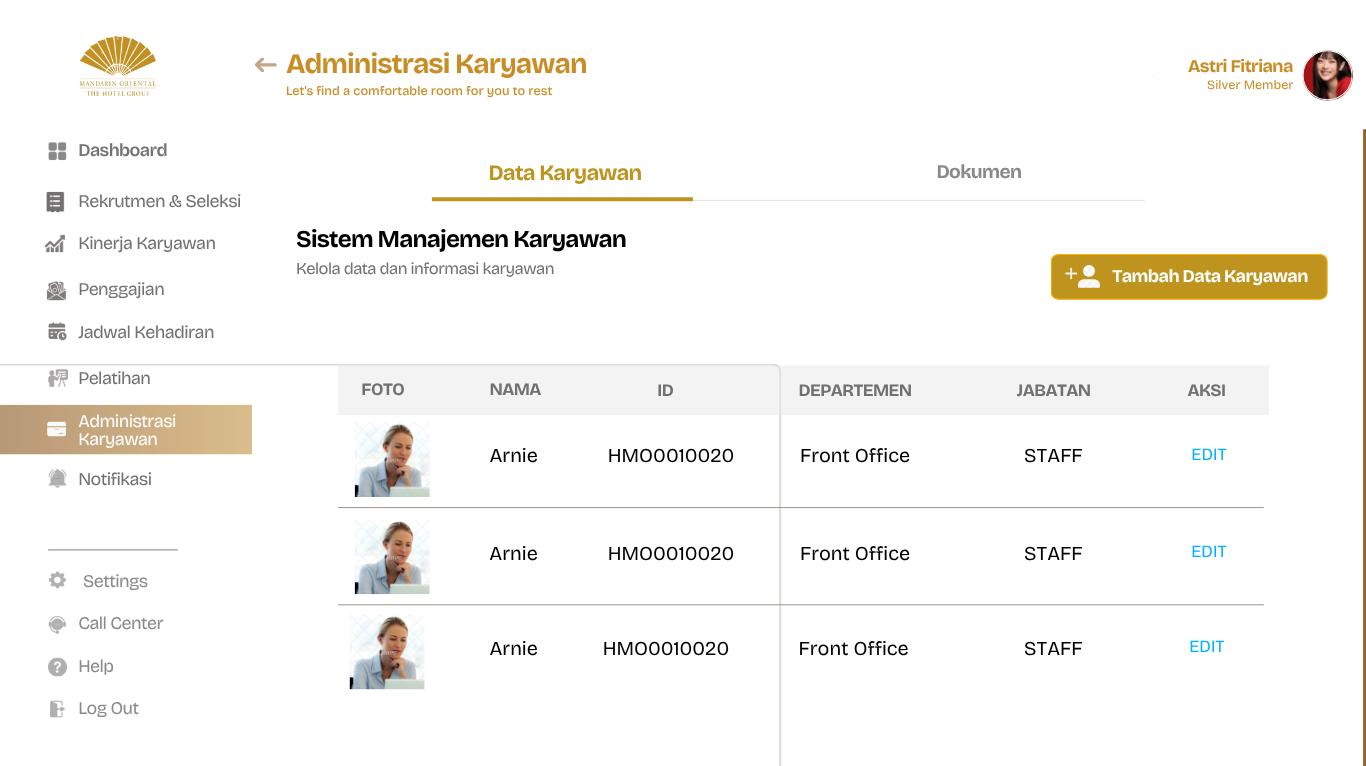 MANDARIN ORIENTAL
THE HOTEL GROUP
Administrasi Karyawan
Let's find a comfortable room for you to rest
Astri Fitriana
Silver Member
Dashboard
Rekrutmen & Seleksi
Kinerja Karyawan
Penggajian
Jadwal Kehadiran
Pelatihan
Administrasi
Karyawan
Notifikasi
Settings
Call Center
Help
Log Out
Data Karyawan
Dokumen
Sistem Manajemen Karyawan
Kelola data dan informasi karyawan
Tambah Data Karyawan
FOTO NAMA ID DEPARTEMEN JABATAN AKSI
Arnie HMO0010020 Front Office STAFF EDIT
Arnie HMO0010020 Front Office STAFF EDIT
Arnie HMO0010020 Front Office STAFF EDIT